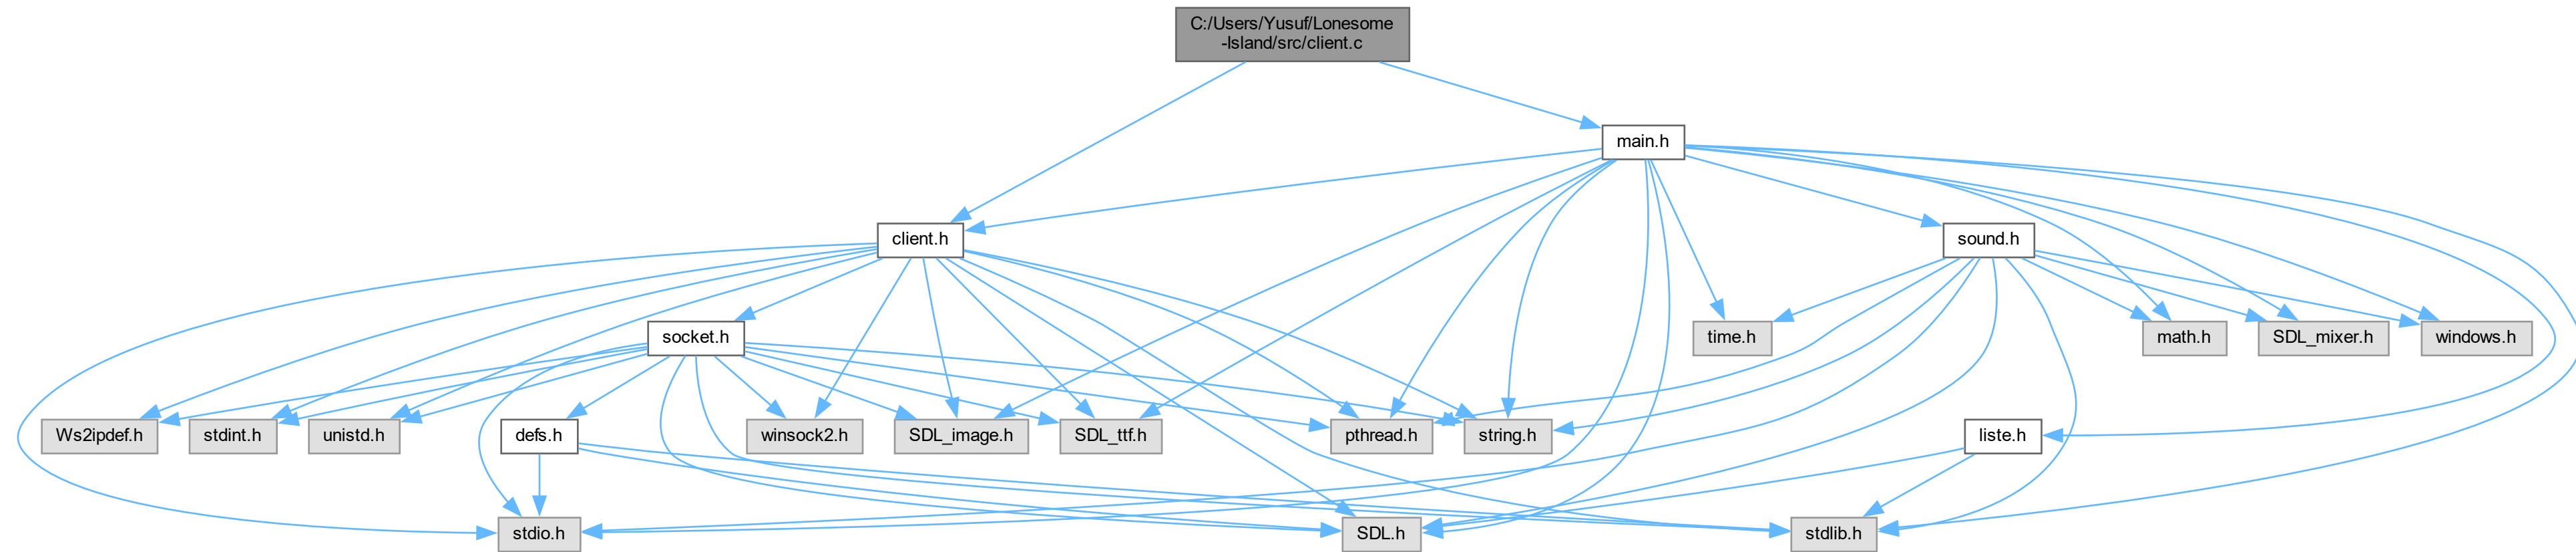 C:/Users/Yusuf/Lonesome
-Island/src/client.c
main.h
client.h
sound.h
socket.h
time.h
math.h
SDL_mixer.h
windows.h
Ws2ipdef.h
stdint.h
unistd.h
defs.h
winsock2.h
SDL_image.h
SDL_ttf.h
pthread.h
string.h
liste.h
stdio.h
SDL.h
stdlib.h